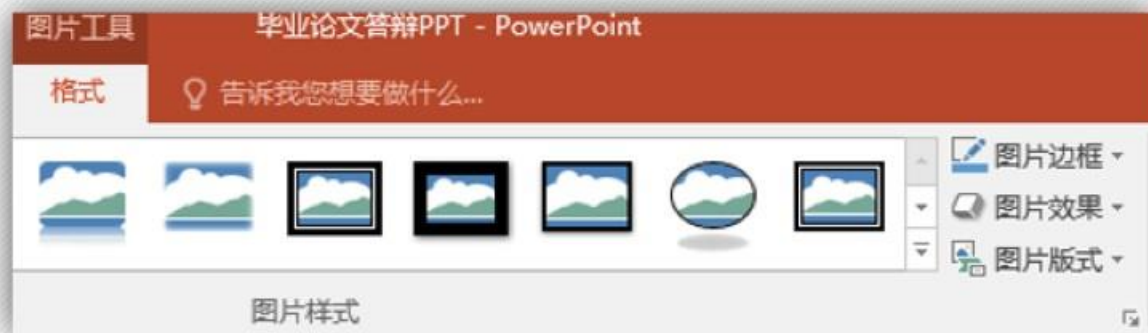 图片工具
毕业论文答辩PPT - PowerPoint
格式
告诉我您想要做什么...
图片边框
图片效果
图片版式
图片样式